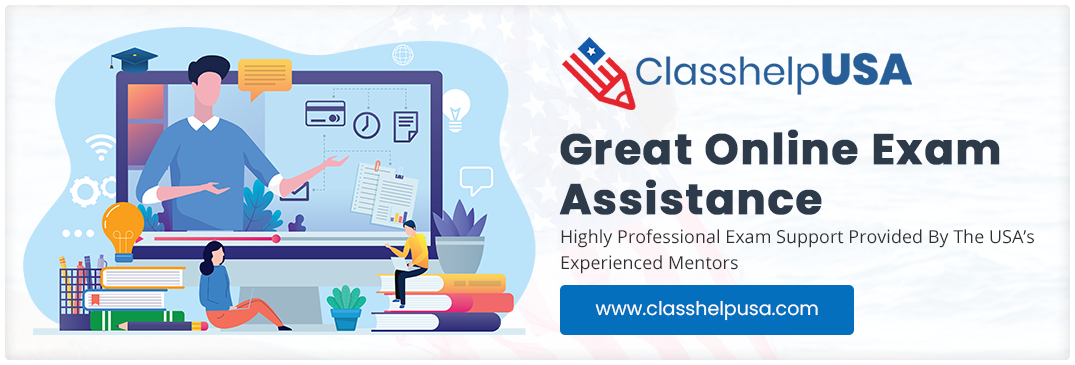 ClasshelpUSA
Great Online Exam
Assistance
Highly Professional Exam Support Provided By The USA's
Experienced Mentors
www.classhelpusa.com